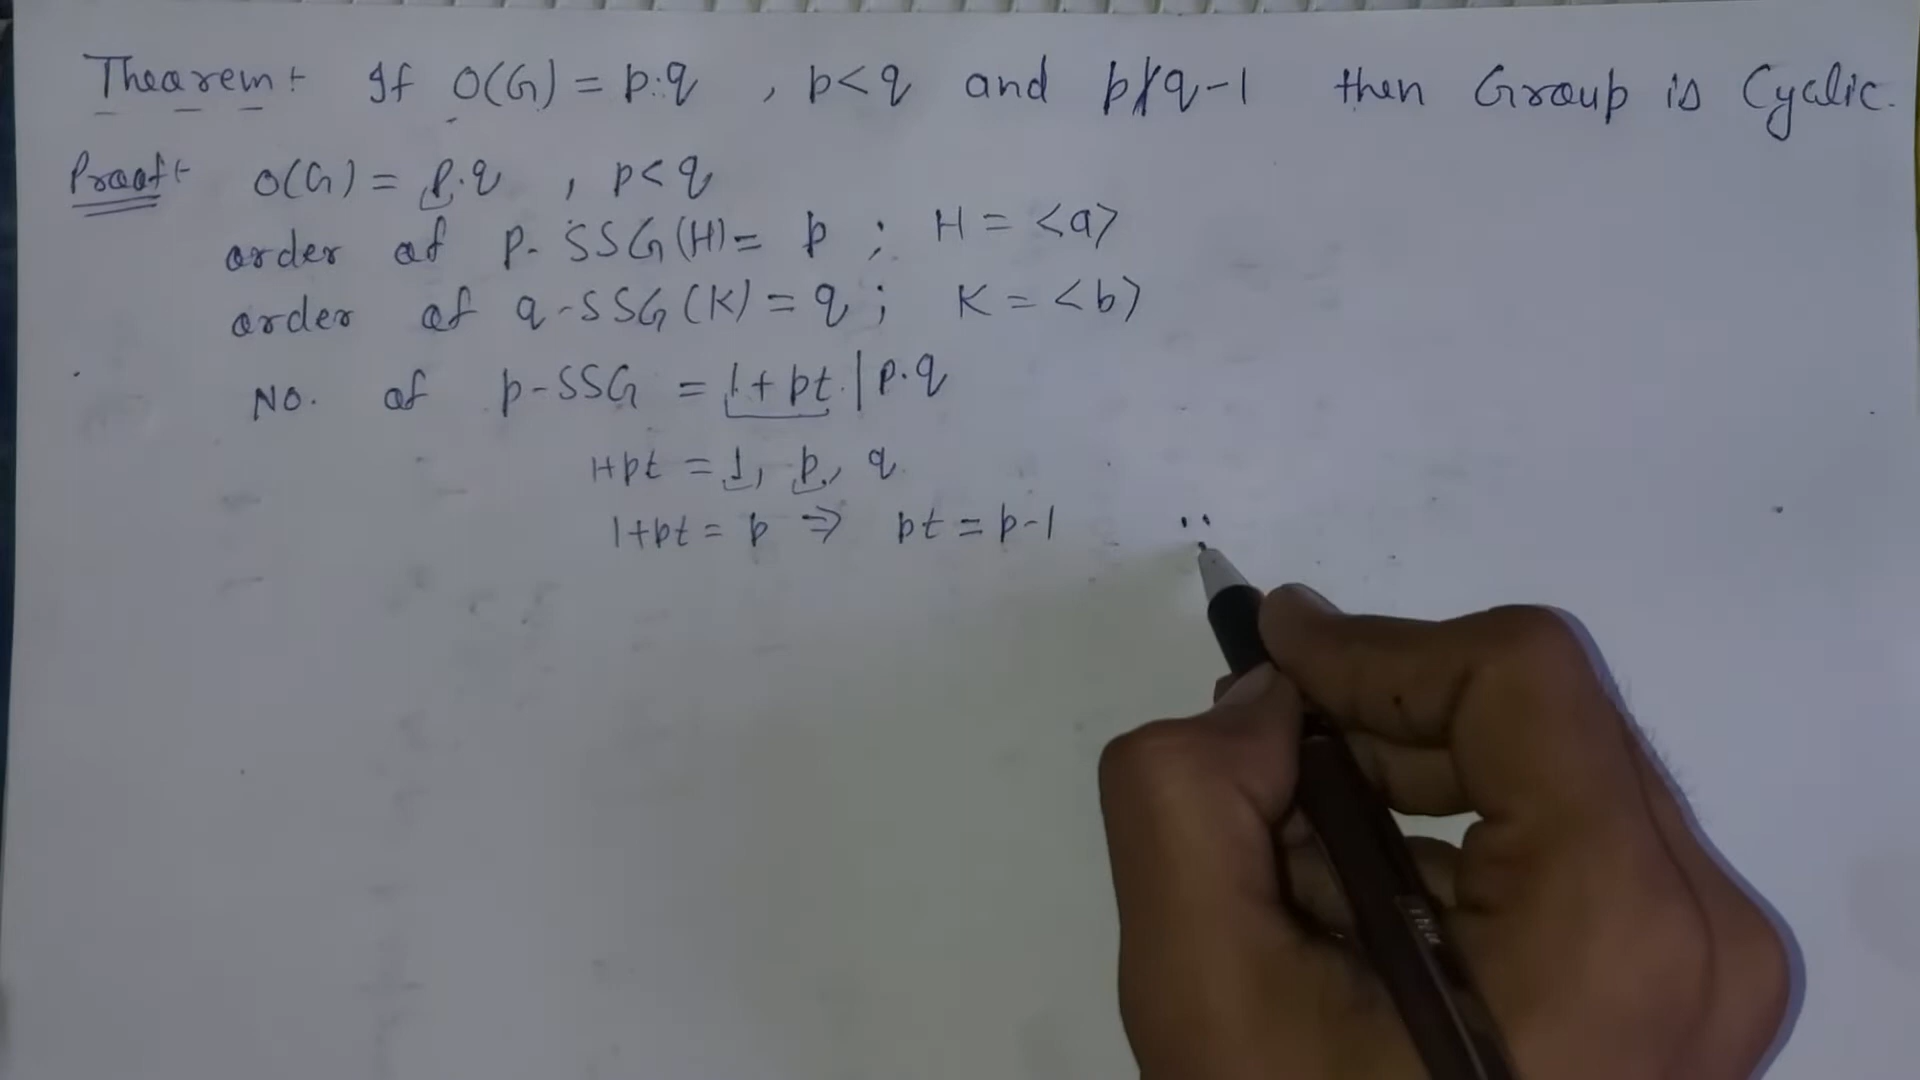 Thearem:- If O(G) = p.q , p<q and p∤q-1 then Group is Cyclic.
Proof:- O(G) = p.q , p<q
order of p-SSG(H) = p ; H = <a>
order of q-SSG(K) = q ; K = <b>
No. of p-SSG = 1+pt | p.q
1+pt = 1, p, q
1+pt = p ⇒ pt = p-1 ∵